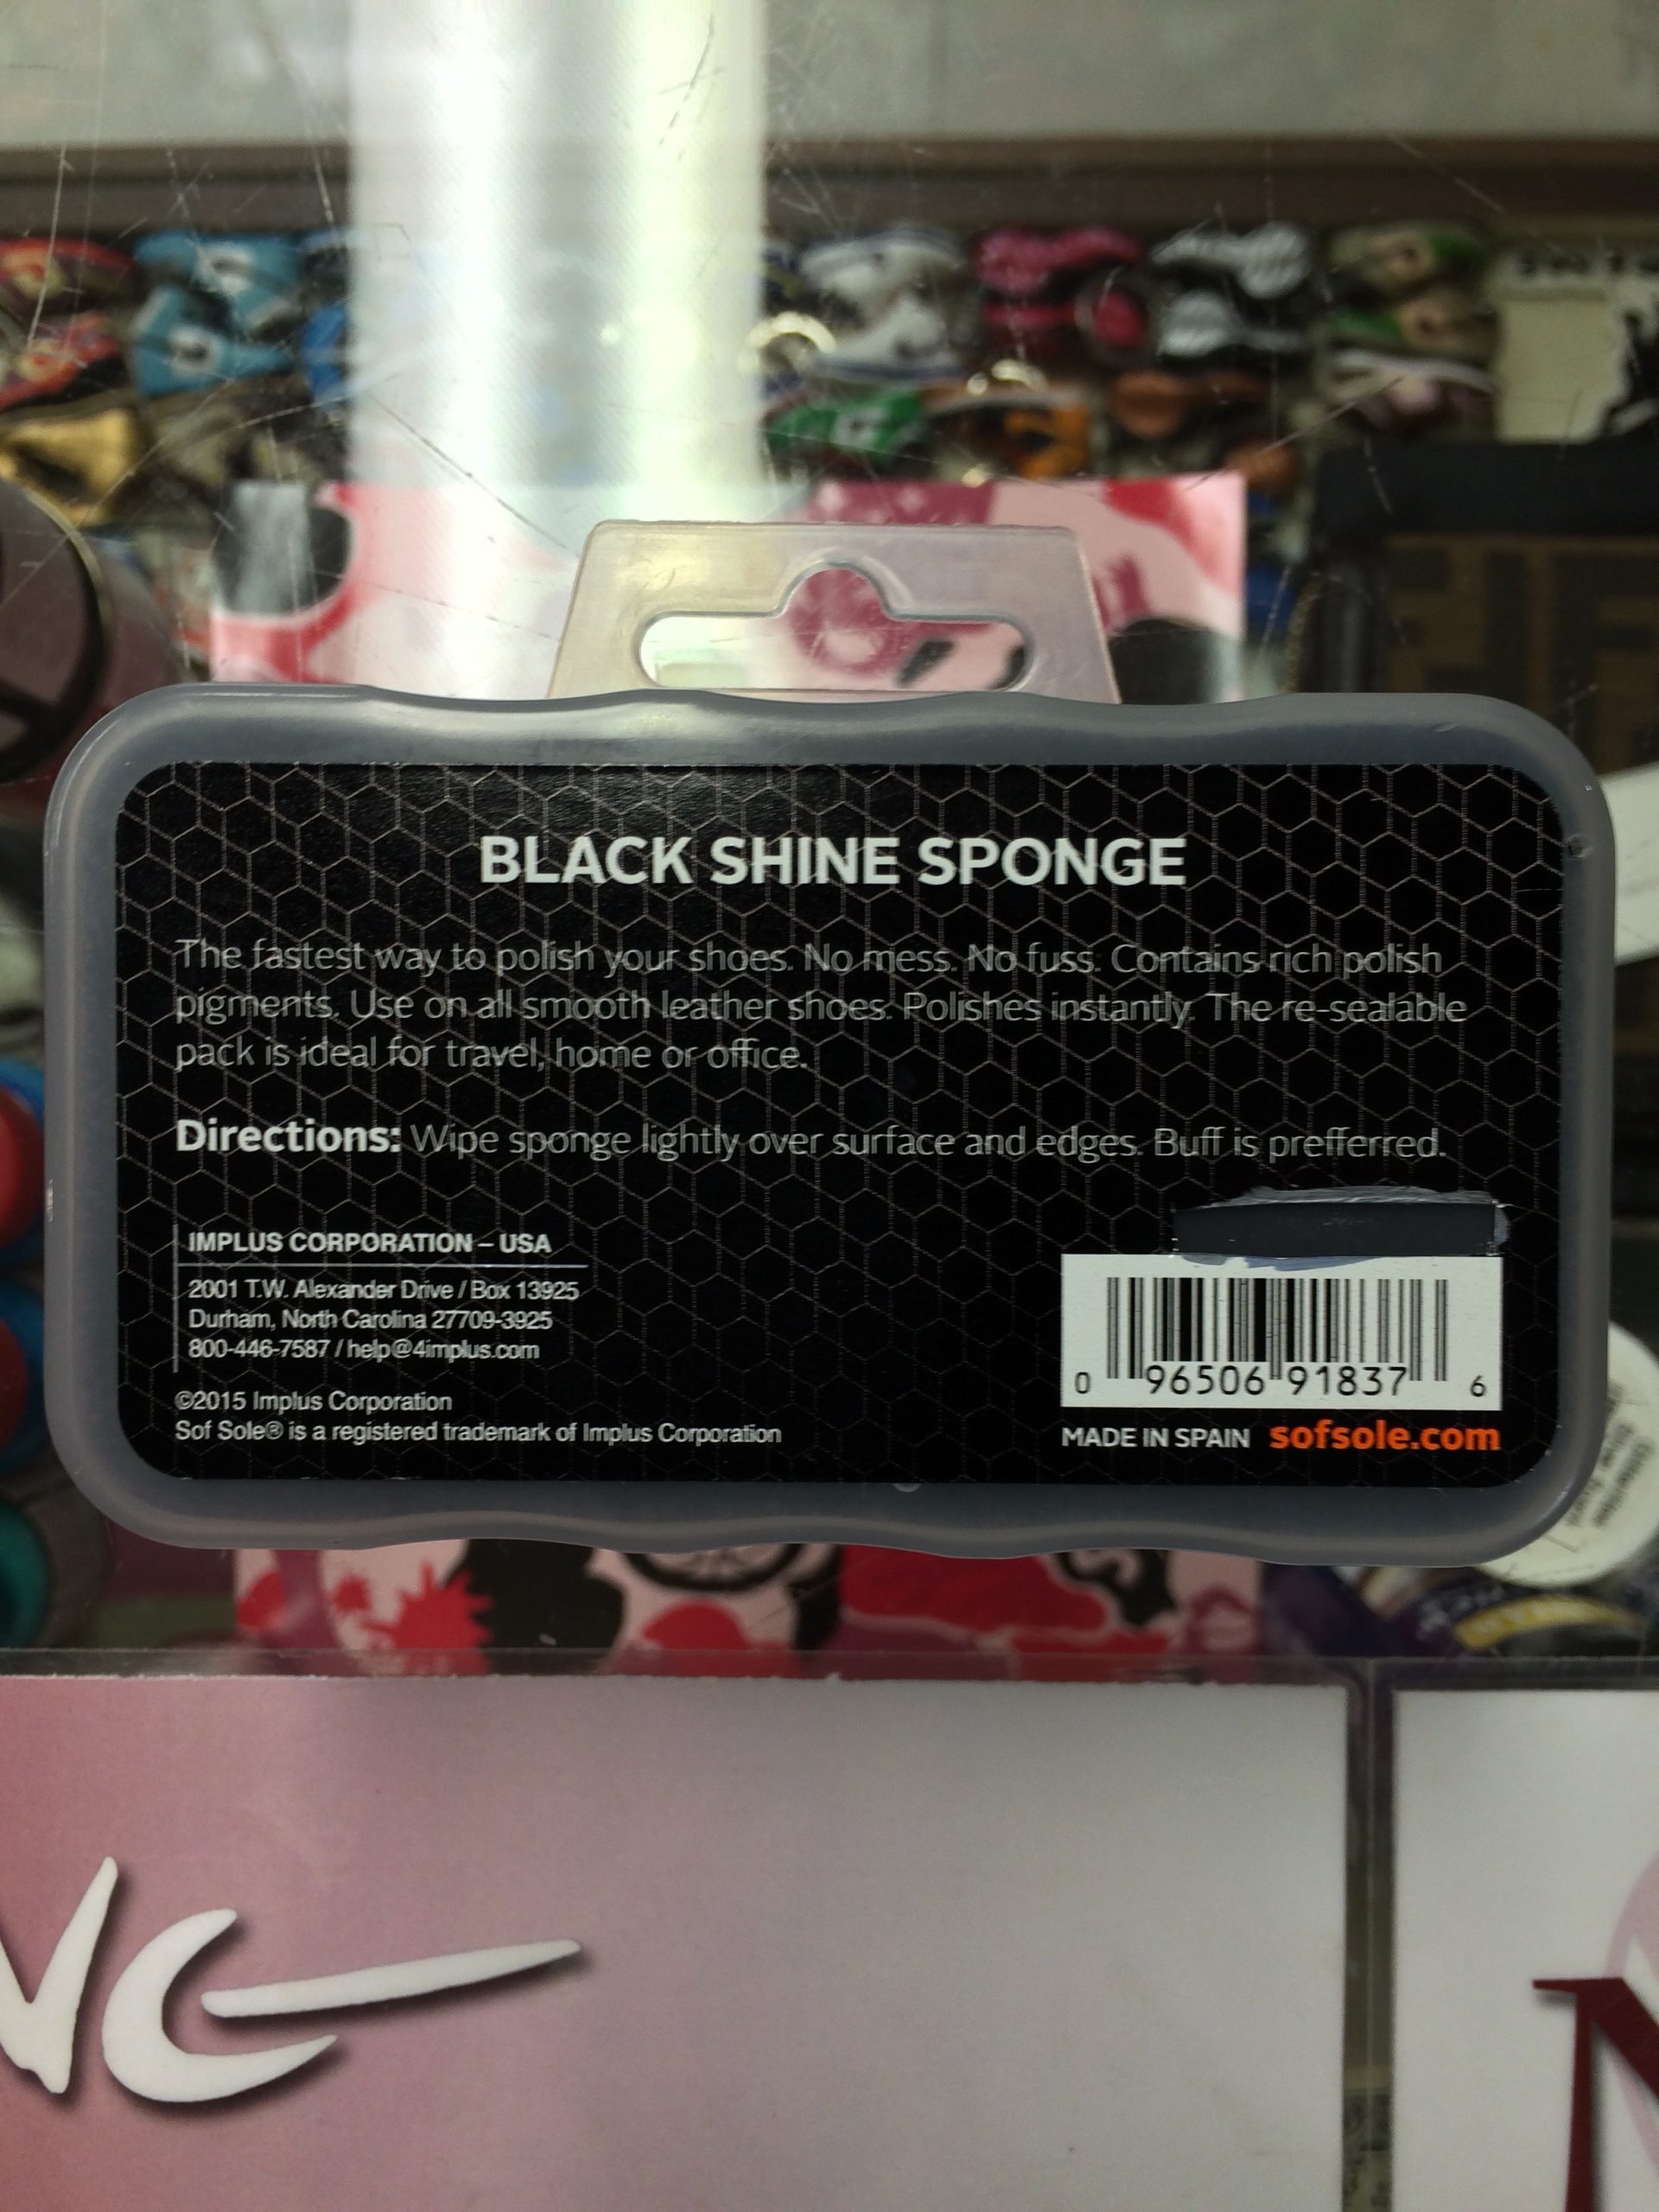 BLACK SHINE SPONGE
The fastest way to polish your shoes. No mess. No fuss. Contains rich polish
pigments. Use on all smooth leather shoes. Polishes instantly. The re-sealable
pack is ideal for travel, home or office.
Directions: Wipe sponge lightly over surface and edges. Buff is prefferred.
IMPLUS CORPORATION – USA
2001 T.W. Alexander Drive / Box 13925
Durham, North Carolina 27709-3925
800-446-7587 / help@4implus.com
©2015 Implus Corporation
Sof Sole® is a registered trademark of Implus Corporation
0 96506 91837 6
MADE IN SPAIN sofsole.com